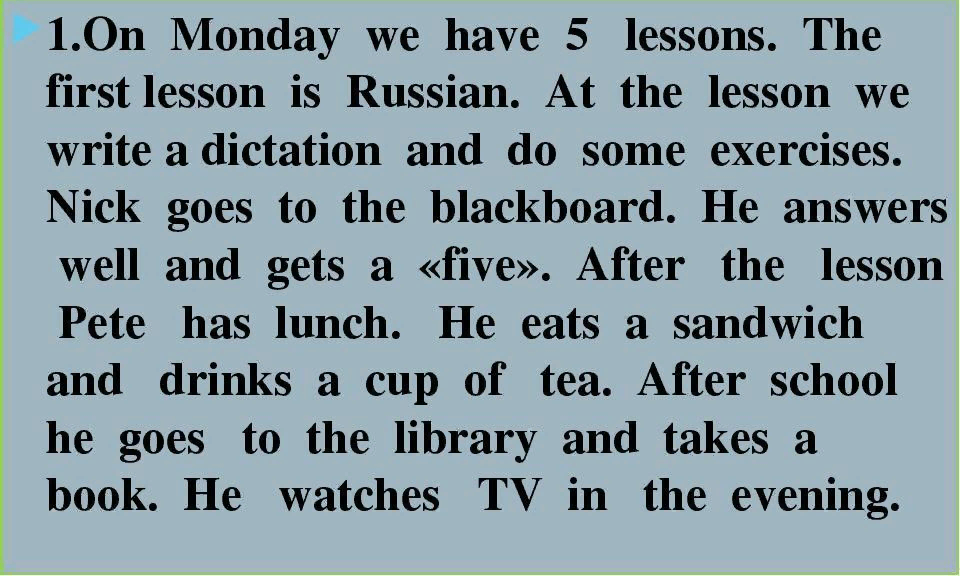 1.On Monday we have 5 lessons. The
first lesson is Russian. At the lesson we
write a dictation and do some exercises.
Nick goes to the blackboard. He answers
well and gets a «five». After the lesson
Pete has lunch. He eats a sandwich
and drinks a cup of tea. After school
he goes to the library and takes a
book. He watches TV in the evening.